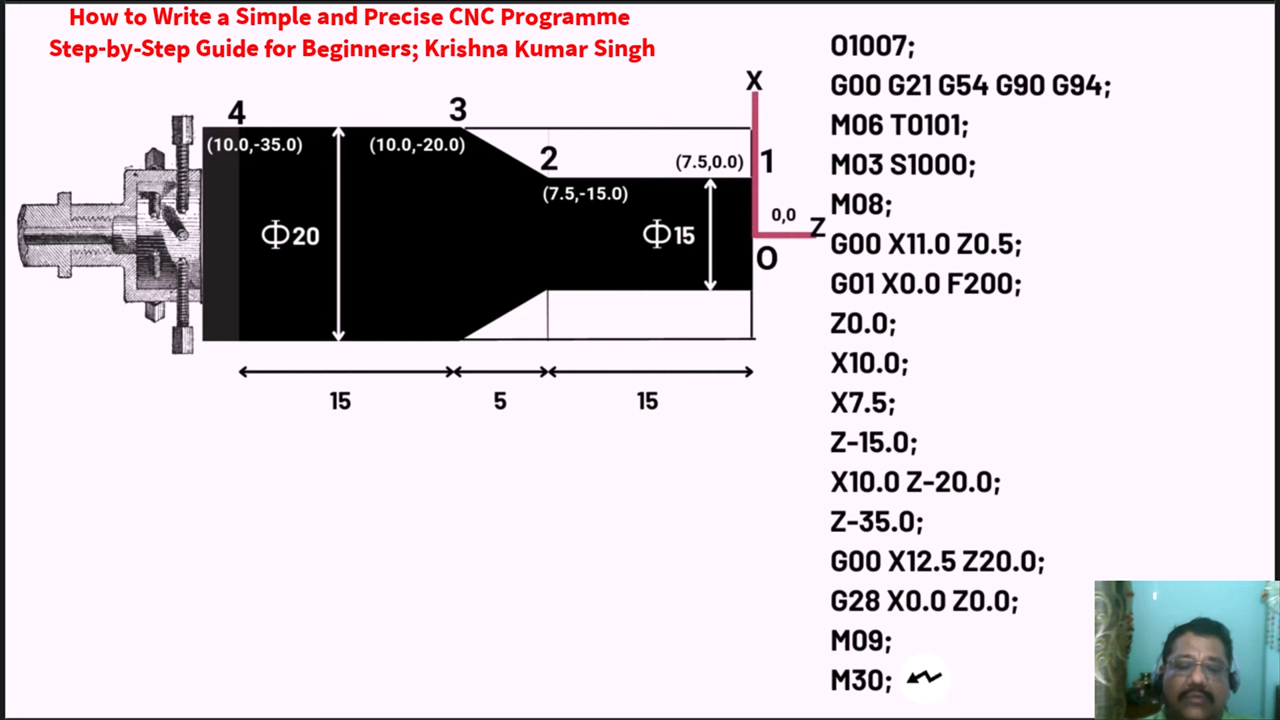 How to Write a Simple and Precise CNC Programme
Step-by-Step Guide for Beginners; Krishna Kumar Singh
X
4
3
(10.0,-35.0)
(10.0,-20.0)
2
(7.5,0.0)
1
(7.5,-15.0)
0,0
Z
Φ20
Φ15
O
15
5
15
O1007;
G00 G21 G54 G90 G94;
M06 T0101;
M03 S1000;
M08;
G00 X11.0 Z0.5;
G01 X0.0 F200;
Z0.0;
X10.0;
X7.5;
Z-15.0;
X10.0 Z-20.0;
Z-35.0;
G00 X12.5 Z20.0;
G28 X0.0 Z0.0;
M09;
M30;